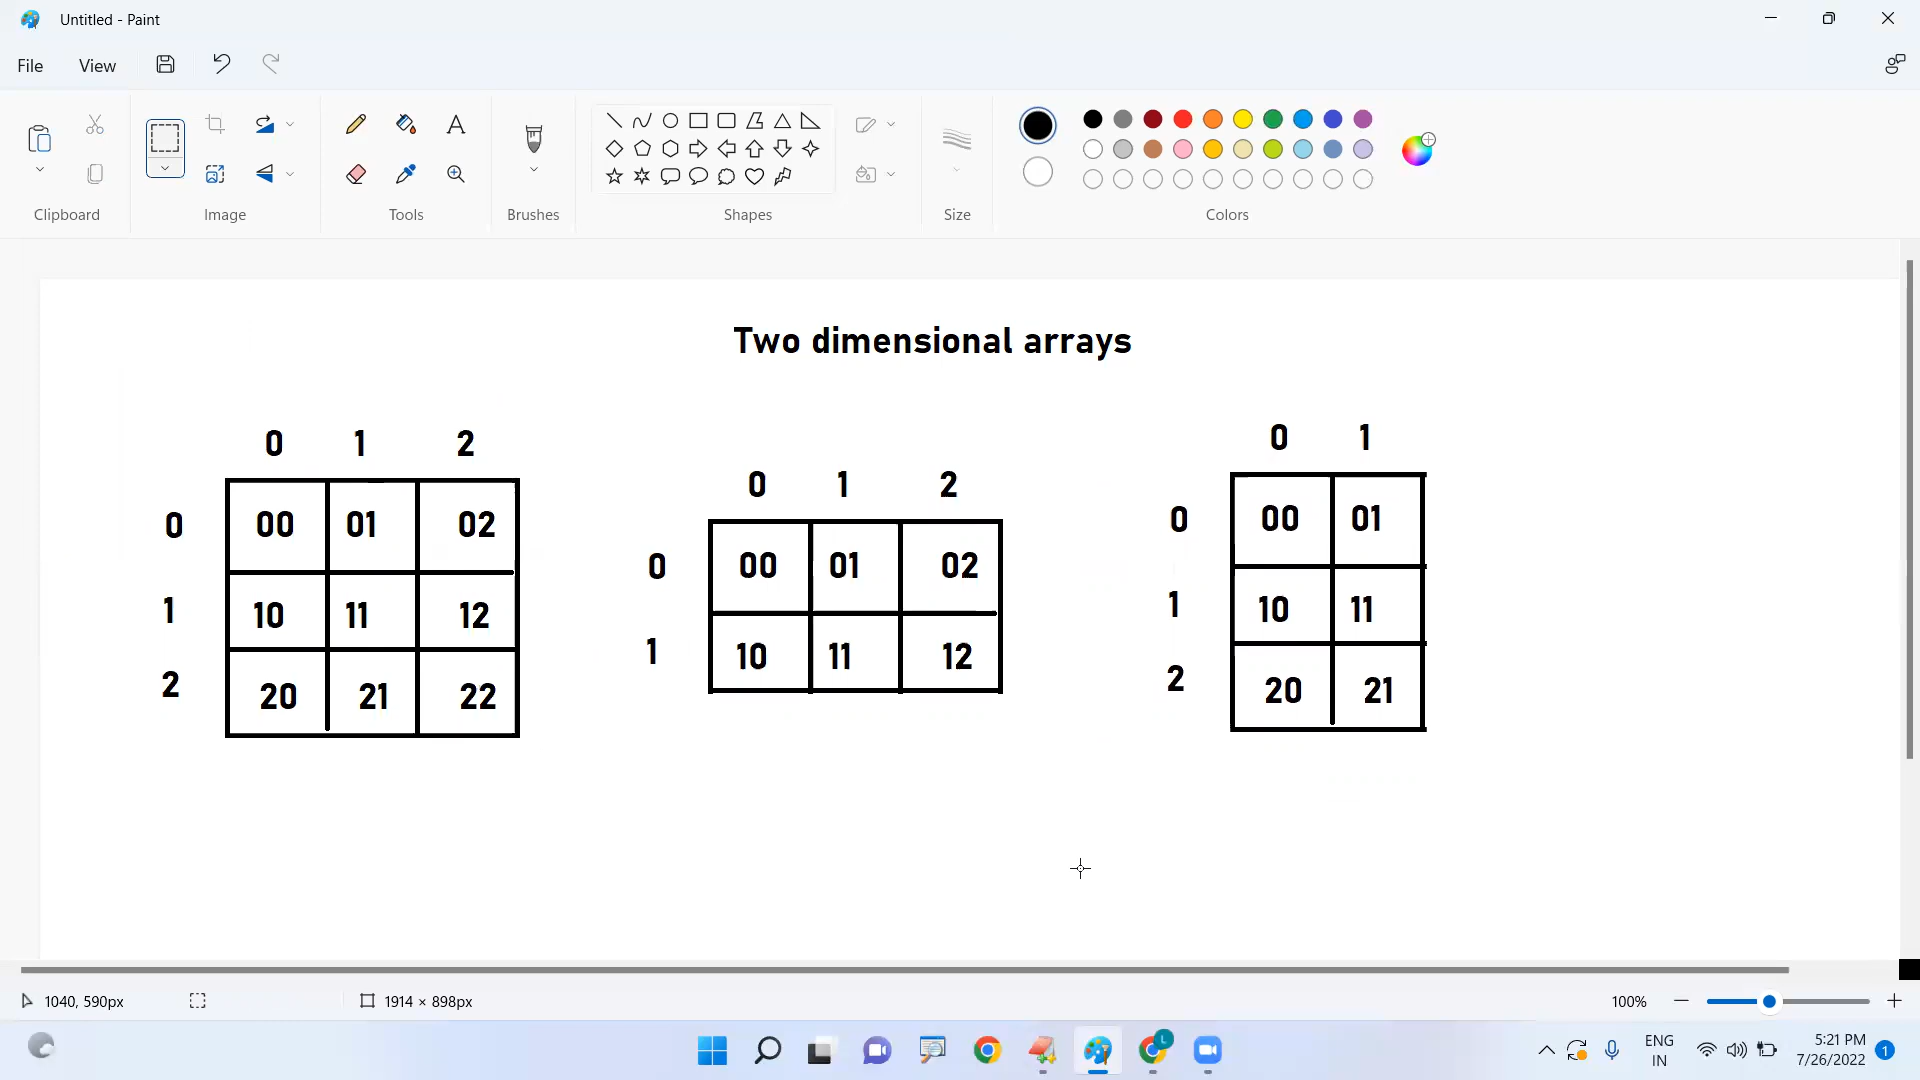 Untitled - Paint
File View
Clipboard Image Tools Brushes Shapes Size Colors
Two dimensional arrays
0 1 2
0 00 01 02
1 10 11 12
2 20 21 22
0 1 2
0 00 01 02
1 10 11 12
0 1
0 00 01
1 10 11
2 20 21
1040, 590px 1914 × 898px 100%
L
ENG
IN
5:21 PM
7/26/2022
1